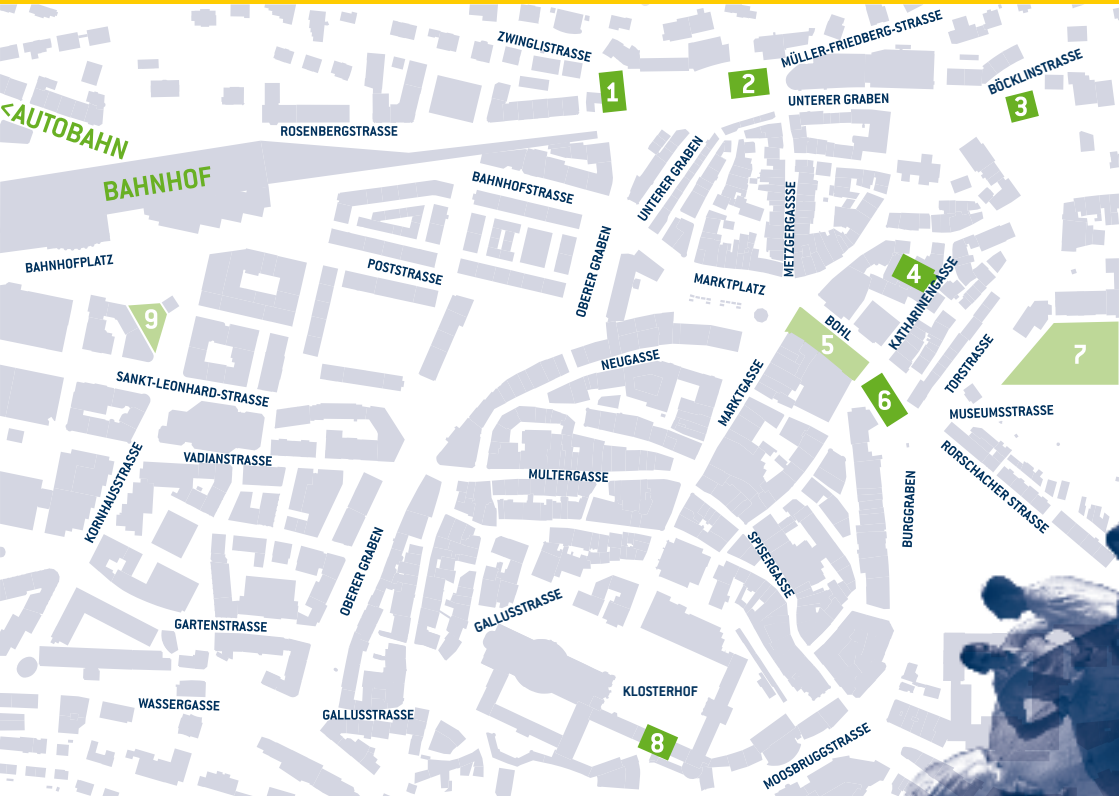 ZWINGLISTRASSE
MÜLLER-FRIEDBERG-STRASSE
BÖCKLINSTRASSE
1
2
3
UNTERER GRABEN
<AUTOBAHN
ROSENBERGSTRASSE
BAHNHOF
BAHNHOFSTRASSE
UNTERER GRABEN
METZGERGASSSE
BAHNHOFPLATZ
POSTSTRASSE
OBERER GRABEN
MARKTPLATZ
4
KATHARINENGASSE
9
BOHL
5
7
NEUGASSE
TORSTRASSE
SANKT-LEONHARD-STRASSE
MARKTGASSE
6
MUSEUMSSTRASSE
VADIANSTRASSE
MULTERGASSE
RORSCHACHER STRASSE
KORNHAUSSTRASSE
BURGGRABEN
OBERER GRABEN
SPISERGASSE
GALLUSSTRASSE
GARTENSTRASSE
KLOSTERHOF
WASSERGASSE
GALLUSSTRASSE
8
MOOSBRUGGSTRASSE